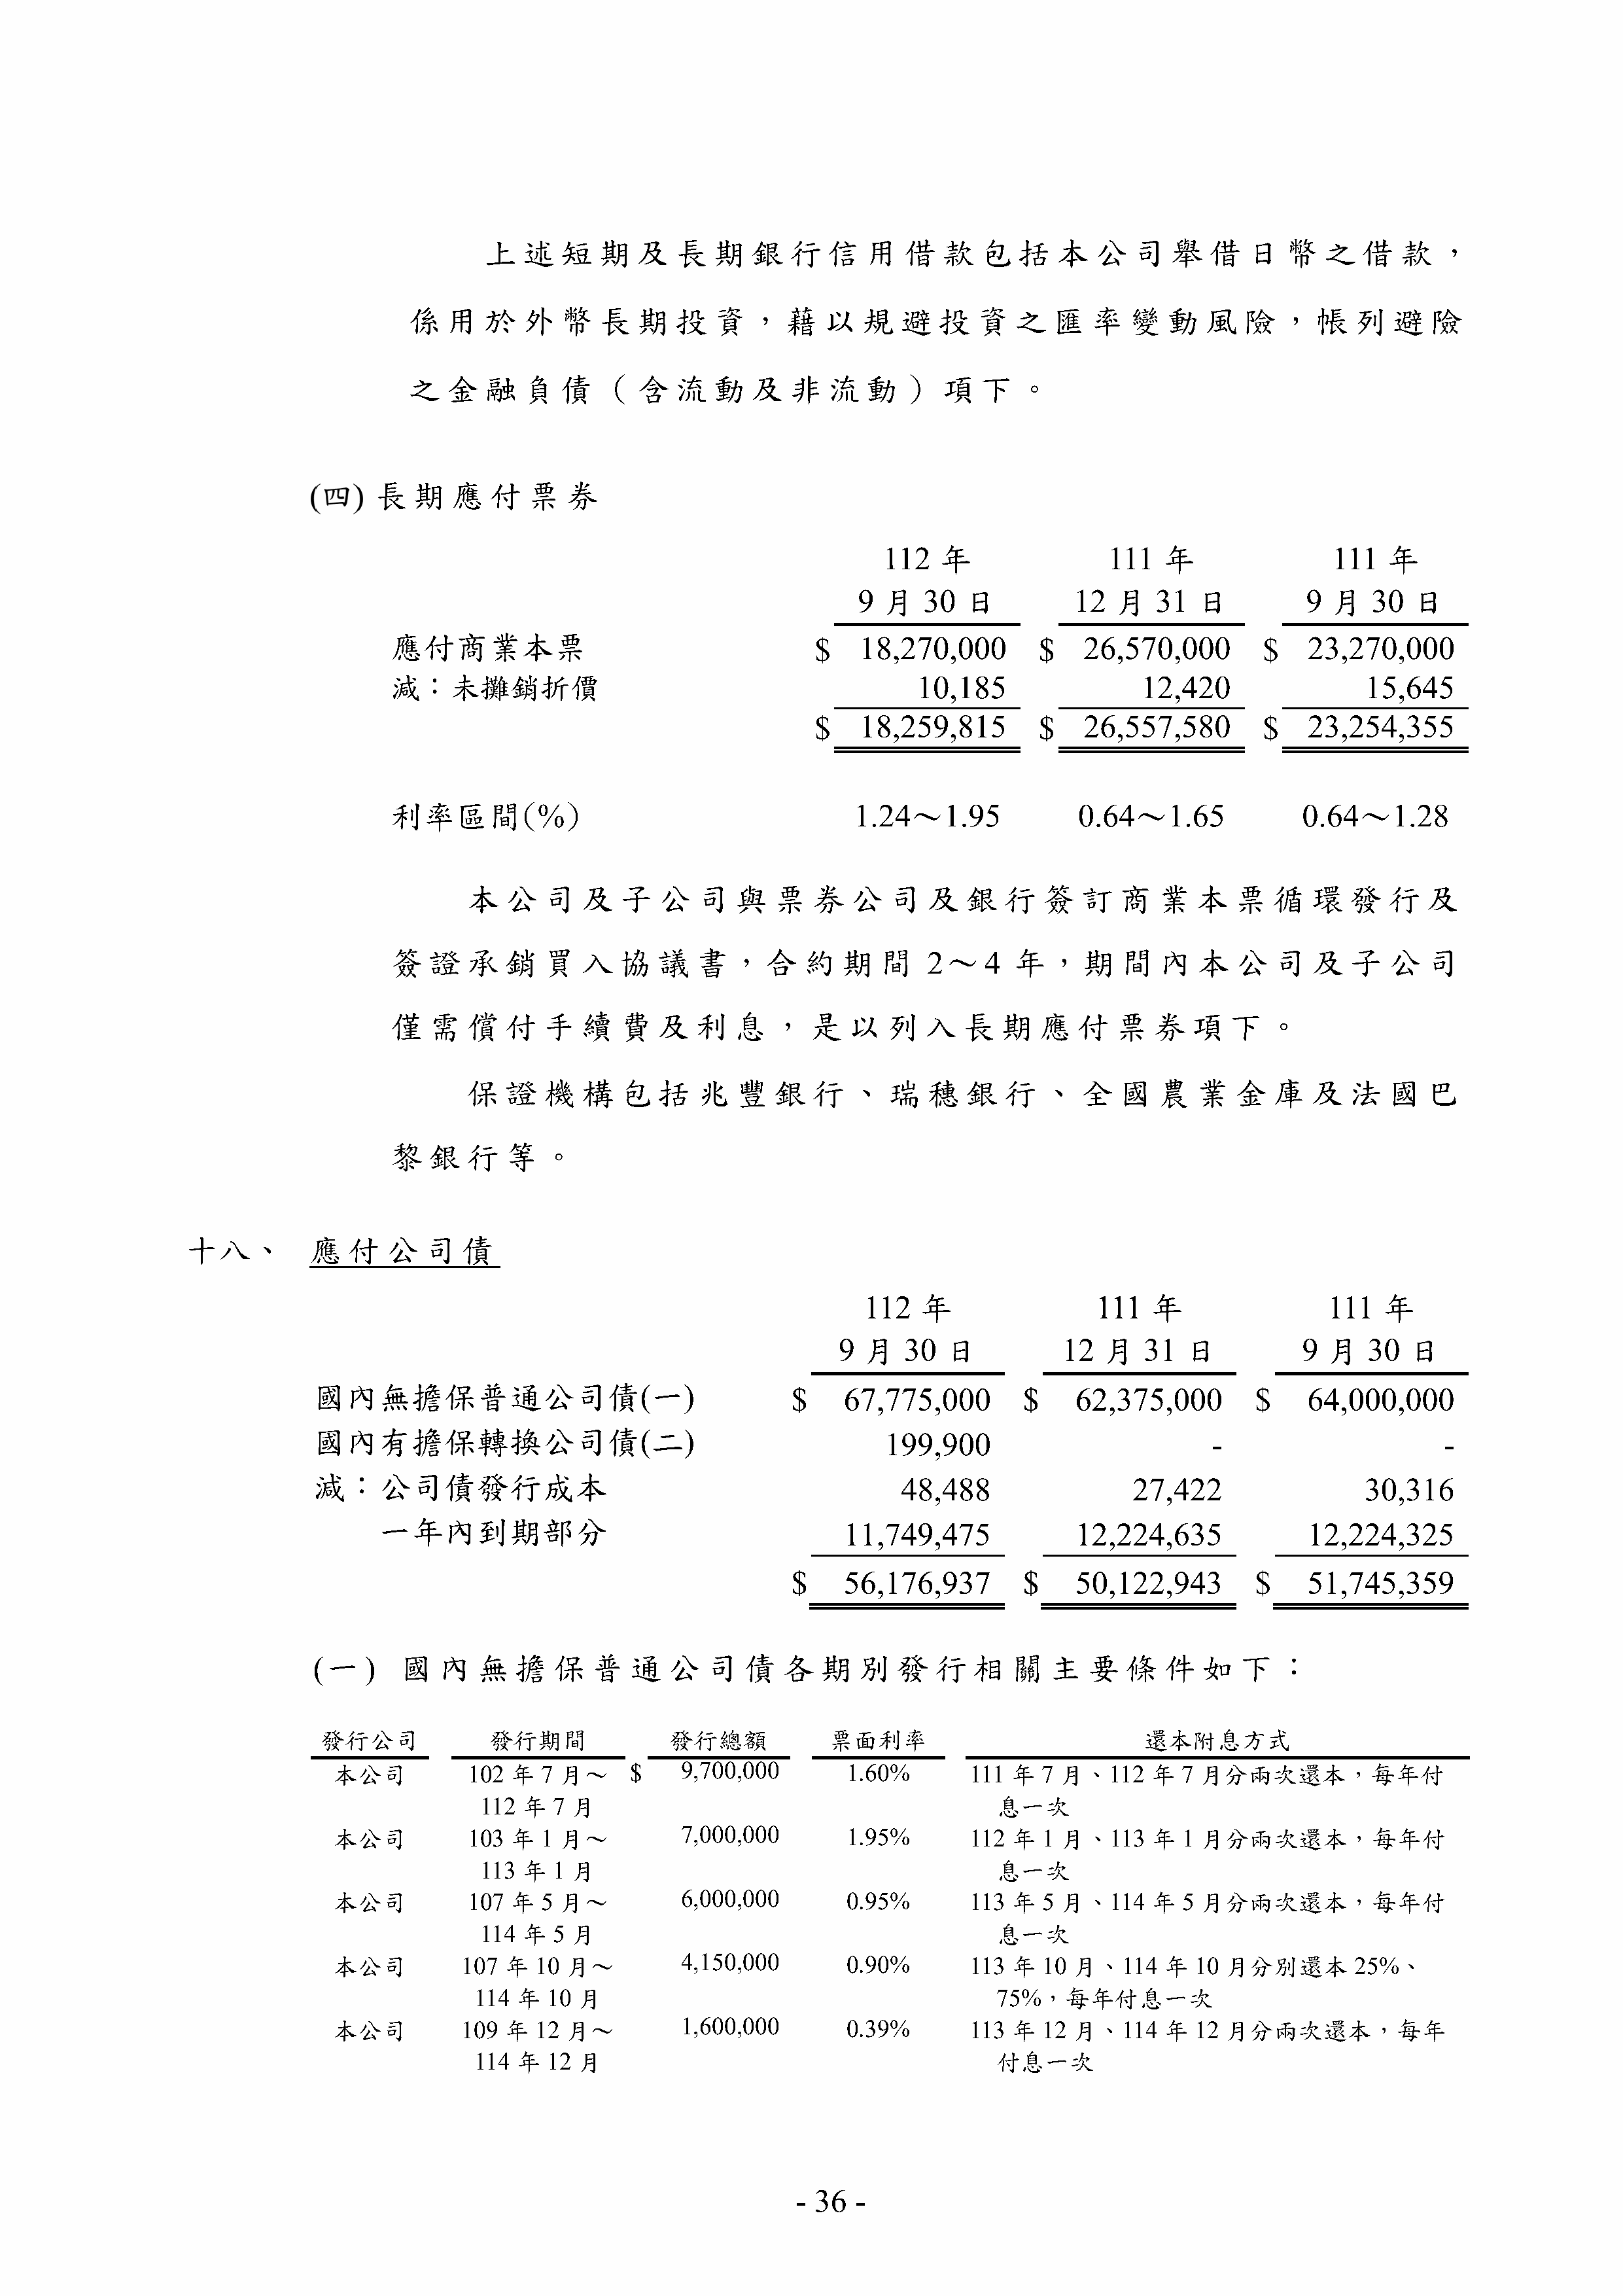 上述短期及長期銀行信用借款包括本公司舉借日幣之借款，
係用於外幣長期投資，藉以規避投資之匯率變動風險，帳列避險
之金融負債（含流動及非流動）項下。
(四) 長期應付票券
112 年 111 年 111 年
9 月 30 日 12 月 31 日 9 月 30 日
應付商業本票 $ 18,270,000 $ 26,570,000 $ 23,270,000
減：未攤銷折價 10,185 12,420 15,645
$ 18,259,815 $ 26,557,580 $ 23,254,355
利率區間(%) 1.24～1.95 0.64～1.65 0.64～1.28
本公司及子公司與票券公司及銀行簽訂商業本票循環發行及
簽證承銷買入協議書，合約期間 2～4 年，期間內本公司及子公司
僅需償付手續費及利息，是以列入長期應付票券項下。
保證機構包括兆豐銀行、瑞穗銀行、全國農業金庫及法國巴
黎銀行等。
十八、 應付公司債
112 年 111 年 111 年
9 月 30 日 12 月 31 日 9 月 30 日
國內無擔保普通公司債(一) $ 67,775,000 $ 62,375,000 $ 64,000,000
國內有擔保轉換公司債(二) 199,900 - -
減：公司債發行成本 48,488 27,422 30,316
一年內到期部分 11,749,475 12,224,635 12,224,325
$ 56,176,937 $ 50,122,943 $ 51,745,359
(一) 國內無擔保普通公司債各期別發行相關主要條件如下：
發行公司 發行期間 發行總額 票面利率 還本附息方式
本公司 102 年 7 月～ $ 9,700,000 1.60% 111 年 7 月、112 年 7 月分兩次還本，每年付
112 年 7 月 息一次
本公司 103 年 1 月～ 7,000,000 1.95% 112 年 1 月、113 年 1 月分兩次還本，每年付
113 年 1 月 息一次
本公司 107 年 5 月～ 6,000,000 0.95% 113 年 5 月、114 年 5 月分兩次還本，每年付
114 年 5 月 息一次
本公司 107 年 10 月～ 4,150,000 0.90% 113 年 10 月、114 年 10 月分別還本 25%、
114 年 10 月 75%，每年付息一次
本公司 109 年 12 月～ 1,600,000 0.39% 113 年 12 月、114 年 12 月分兩次還本，每年
114 年 12 月 付息一次
- 36 -